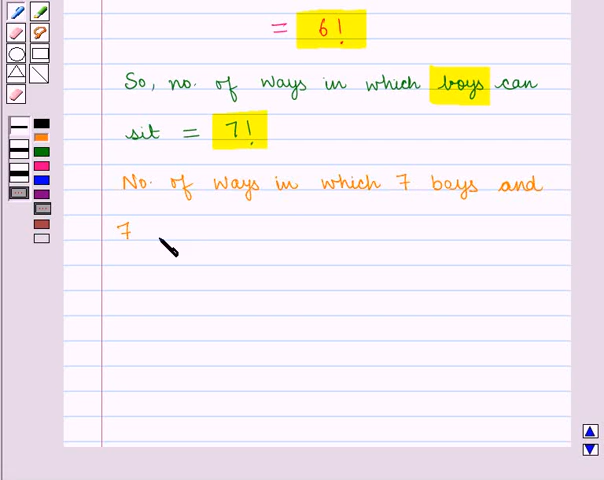 = 6!
So, no. of ways in which boys can
sit = 7!
No. of ways in which 7 boys and
7